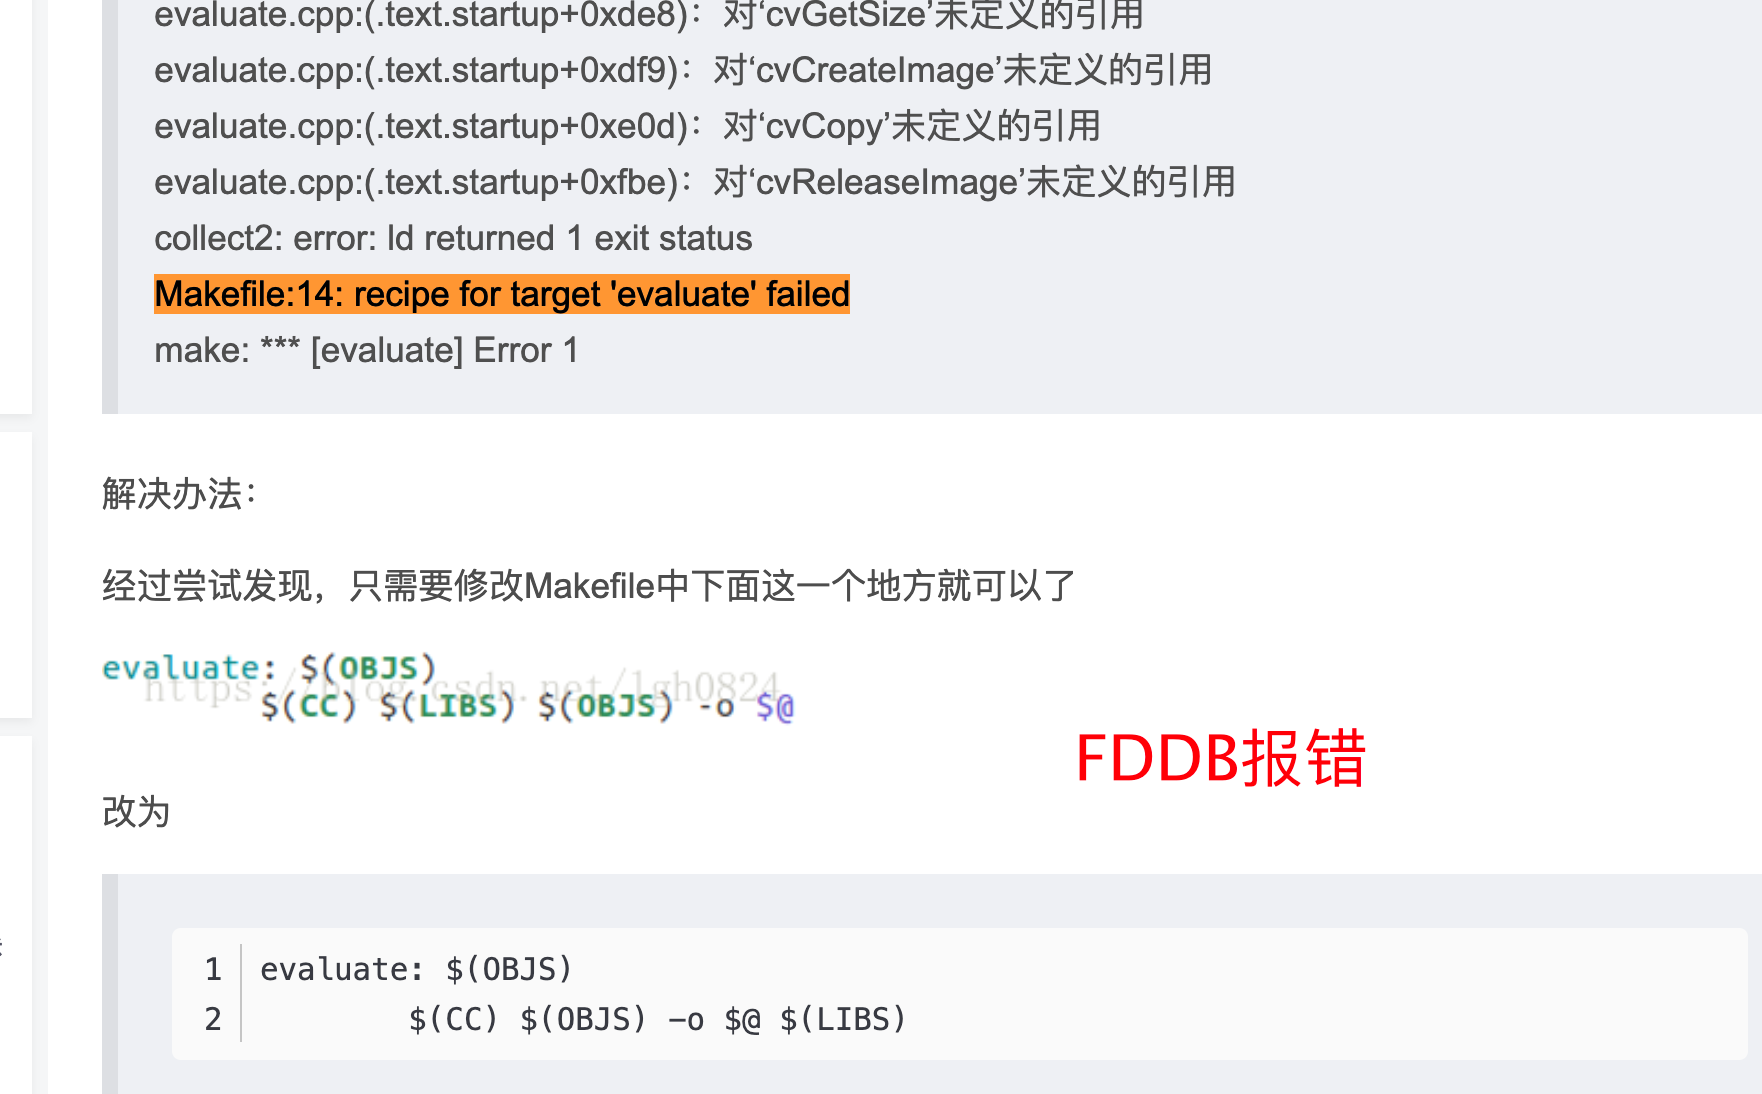 evaluate.cpp:(.text.startup+0xde8)：对‘cvGetSize’未定义的引用
evaluate.cpp:(.text.startup+0xdf9)：对‘cvCreateImage’未定义的引用
evaluate.cpp:(.text.startup+0xe0d)：对‘cvCopy’未定义的引用
evaluate.cpp:(.text.startup+0xfbe)：对‘cvReleaseImage’未定义的引用
collect2: error: ld returned 1 exit status
Makefile:14: recipe for target 'evaluate' failed
make: *** [evaluate] Error 1
解决办法：
经过尝试发现，只需要修改Makefile中下面这一个地方就可以了
evaluate: $(OBJS)
https://blog.csdn.net/lgh0824
$(CC) $(LIBS) $(OBJS) -o $@
FDDB报错
改为
1 evaluate: $(OBJS)
2 $(CC) $(OBJS) -o $@ $(LIBS)